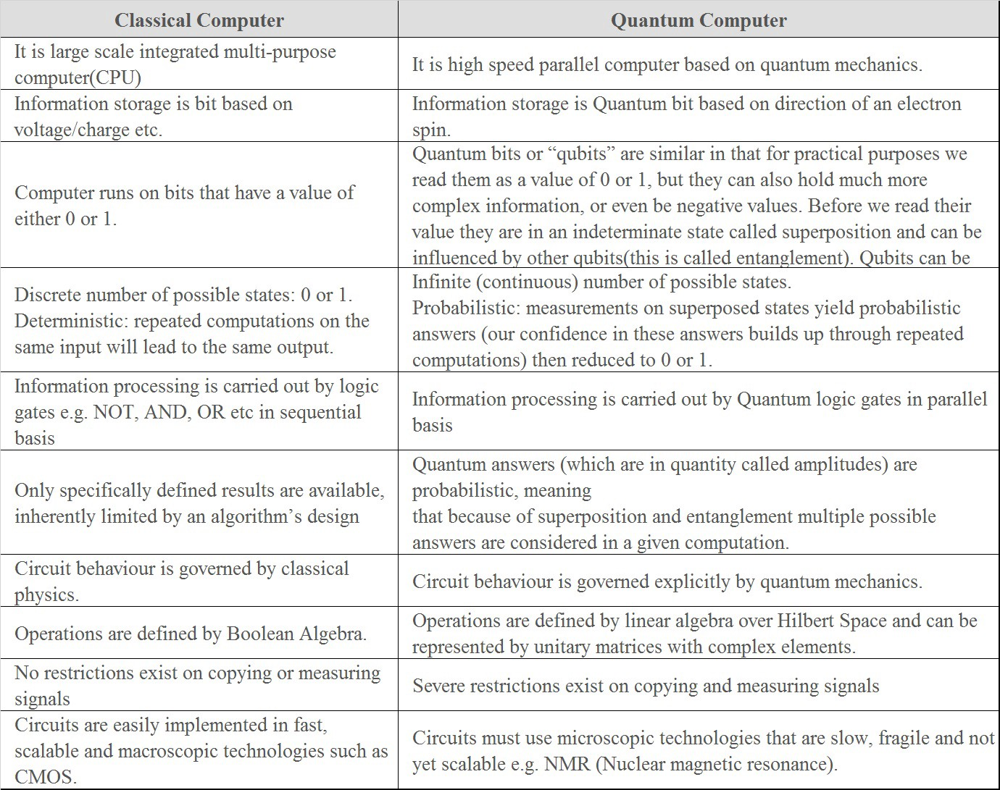 Classical Computer
Quantum Computer
It is large scale integrated multi-purpose
computer(CPU)
It is high speed parallel computer based on quantum mechanics.
Information storage is bit based on
voltage/charge etc.
Information storage is Quantum bit based on direction of an electron
spin.
Computer runs on bits that have a value of
either 0 or 1.
Quantum bits or “qubits” are similar in that for practical purposes we
read them as a value of 0 or 1, but they can also hold much more
complex information, or even be negative values. Before we read their
value they are in an indeterminate state called superposition and can be
influenced by other qubits(this is called entanglement). Qubits can be
Discrete number of possible states: 0 or 1.
Deterministic: repeated computations on the
same input will lead to the same output.
Infinite (continuous) number of possible states.
Probabilistic: measurements on superposed states yield probabilistic
answers (our confidence in these answers builds up through repeated
computations) then reduced to 0 or 1.
Information processing is carried out by logic
gates e.g. NOT, AND, OR etc in sequential
basis
Information processing is carried out by Quantum logic gates in parallel
basis
Only specifically defined results are available,
inherently limited by an algorithm’s design
Quantum answers (which are in quantity called amplitudes) are
probabilistic, meaning
that because of superposition and entanglement multiple possible
answers are considered in a given computation.
Circuit behaviour is governed by classical
physics.
Circuit behaviour is governed explicitly by quantum mechanics.
Operations are defined by Boolean Algebra.
Operations are defined by linear algebra over Hilbert Space and can be
represented by unitary matrices with complex elements.
No restrictions exist on copying or measuring
signals
Severe restrictions exist on copying and measuring signals
Circuits are easily implemented in fast,
scalable and macroscopic technologies such as
CMOS.
Circuits must use microscopic technologies that are slow, fragile and not
yet scalable e.g. NMR (Nuclear magnetic resonance).